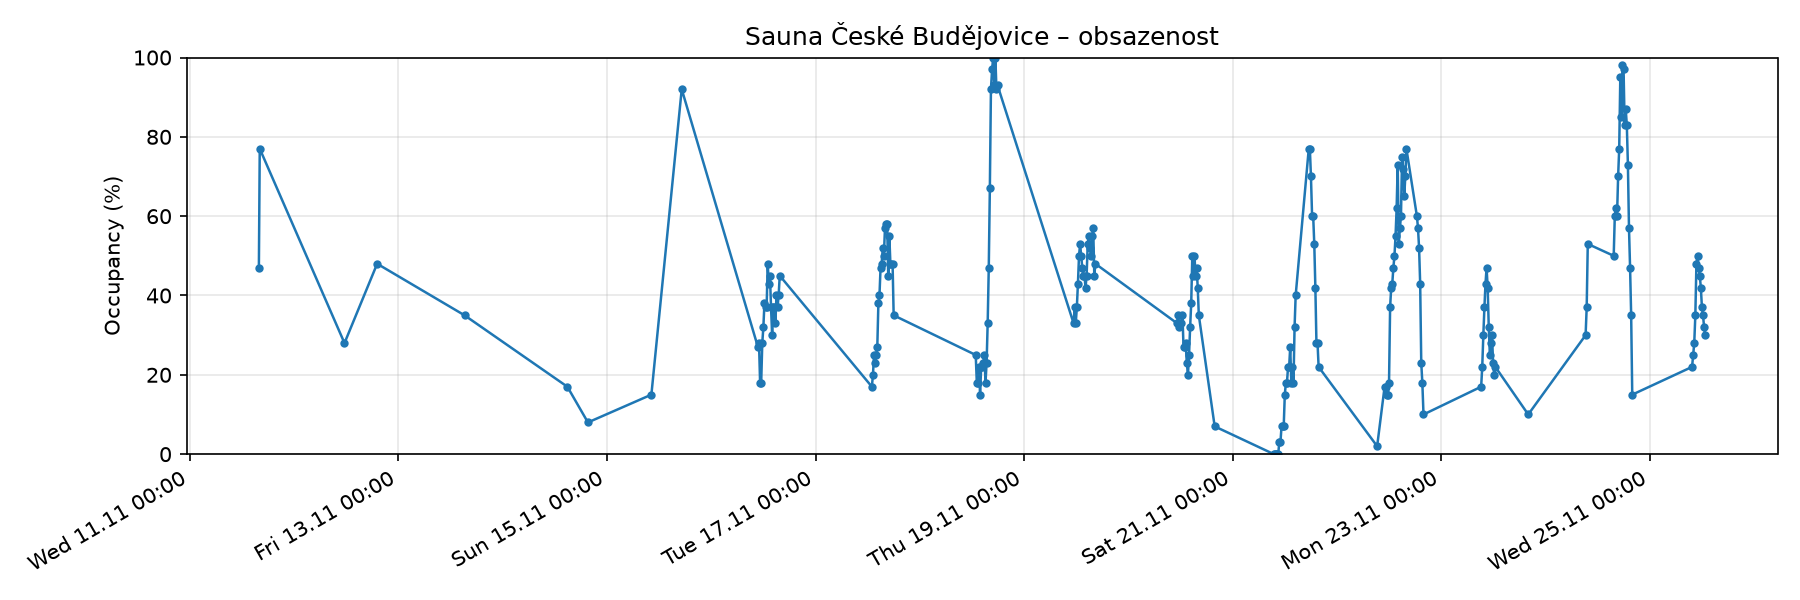 Sauna České Budějovice – obsazenost
Occupancy (%)
100
80
60
40
20
0
Wed 11.11 00:00
Fri 13.11 00:00
Sun 15.11 00:00
Tue 17.11 00:00
Thu 19.11 00:00
Sat 21.11 00:00
Mon 23.11 00:00
Wed 25.11 00:00